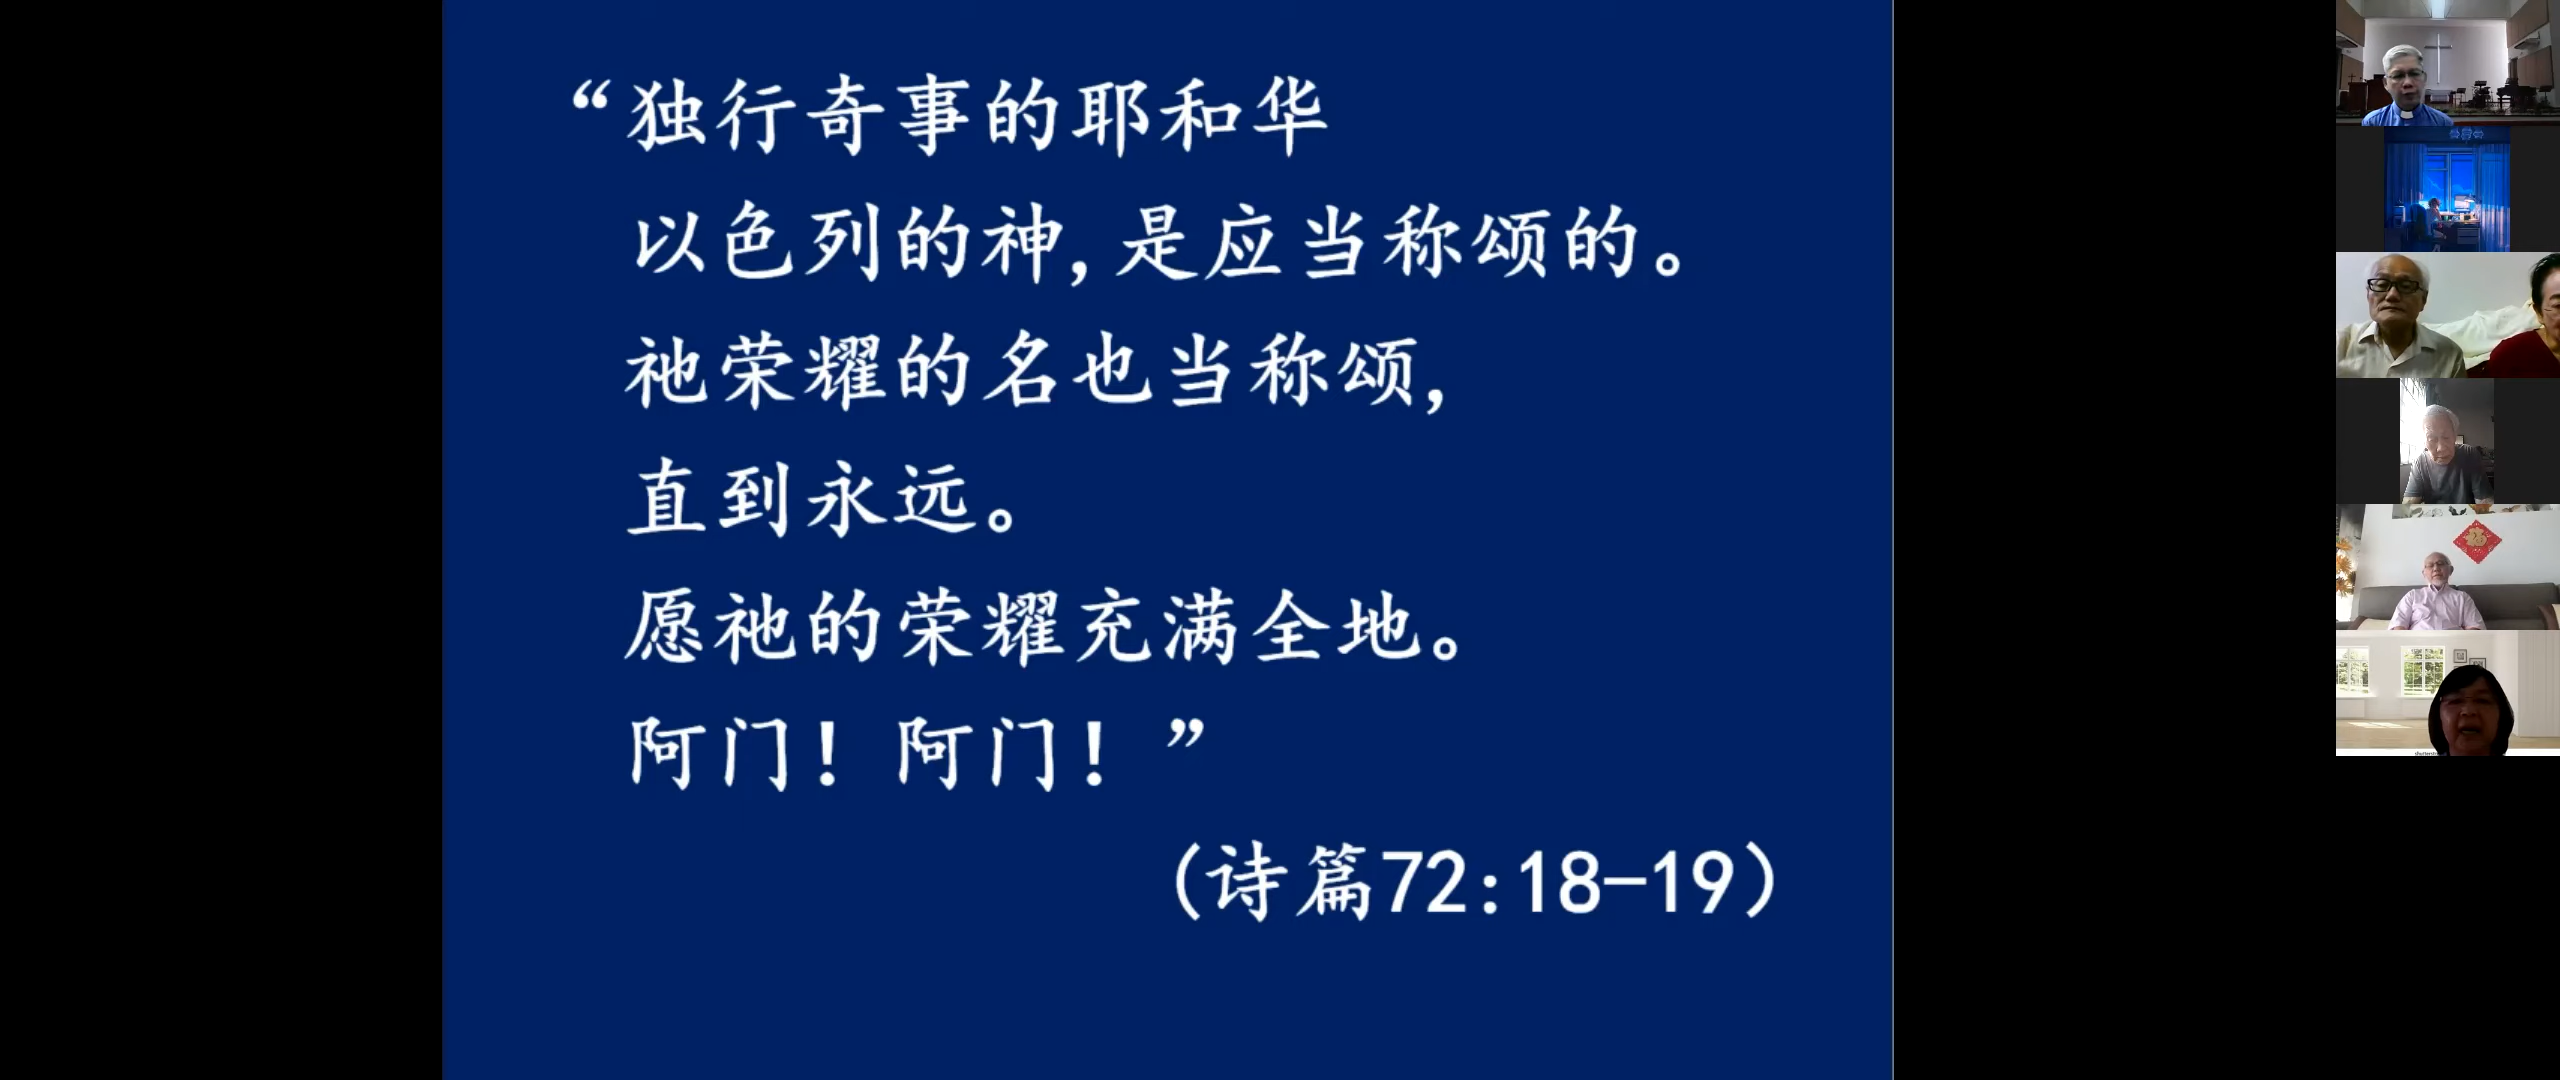 “独行奇事的耶和华
以色列的神,是应当称颂的。
祂荣耀的名也当称颂,
直到永远。
愿祂的荣耀充满全地。
阿门！阿门！”
(诗篇72:18-19)
福